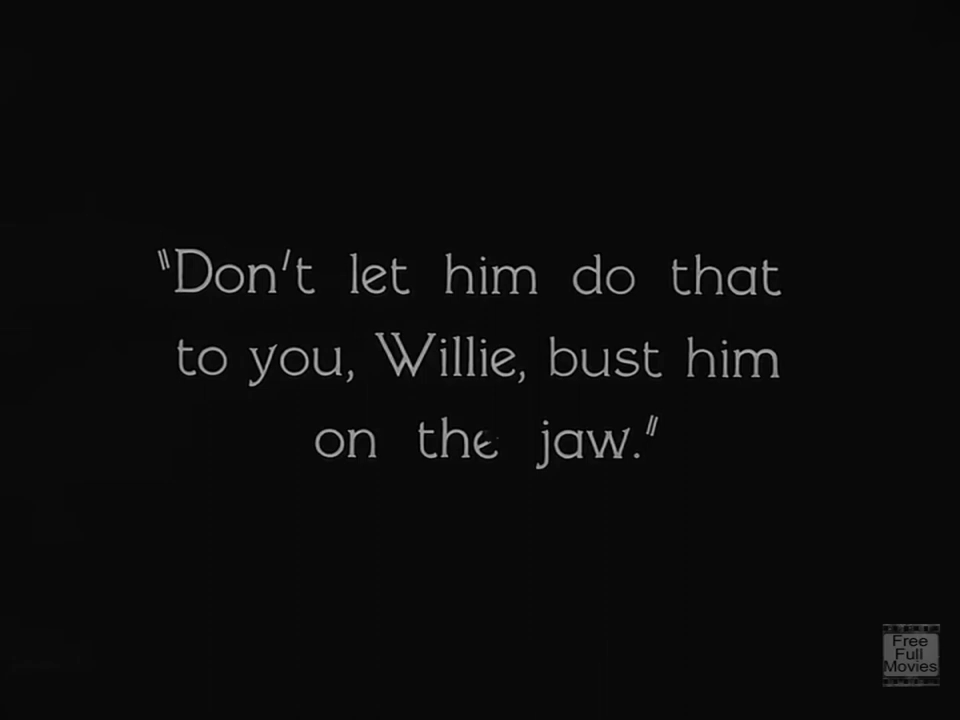 "Don't let him do that
to you, Willie, bust him
on the jaw."
Free
Full
Movies